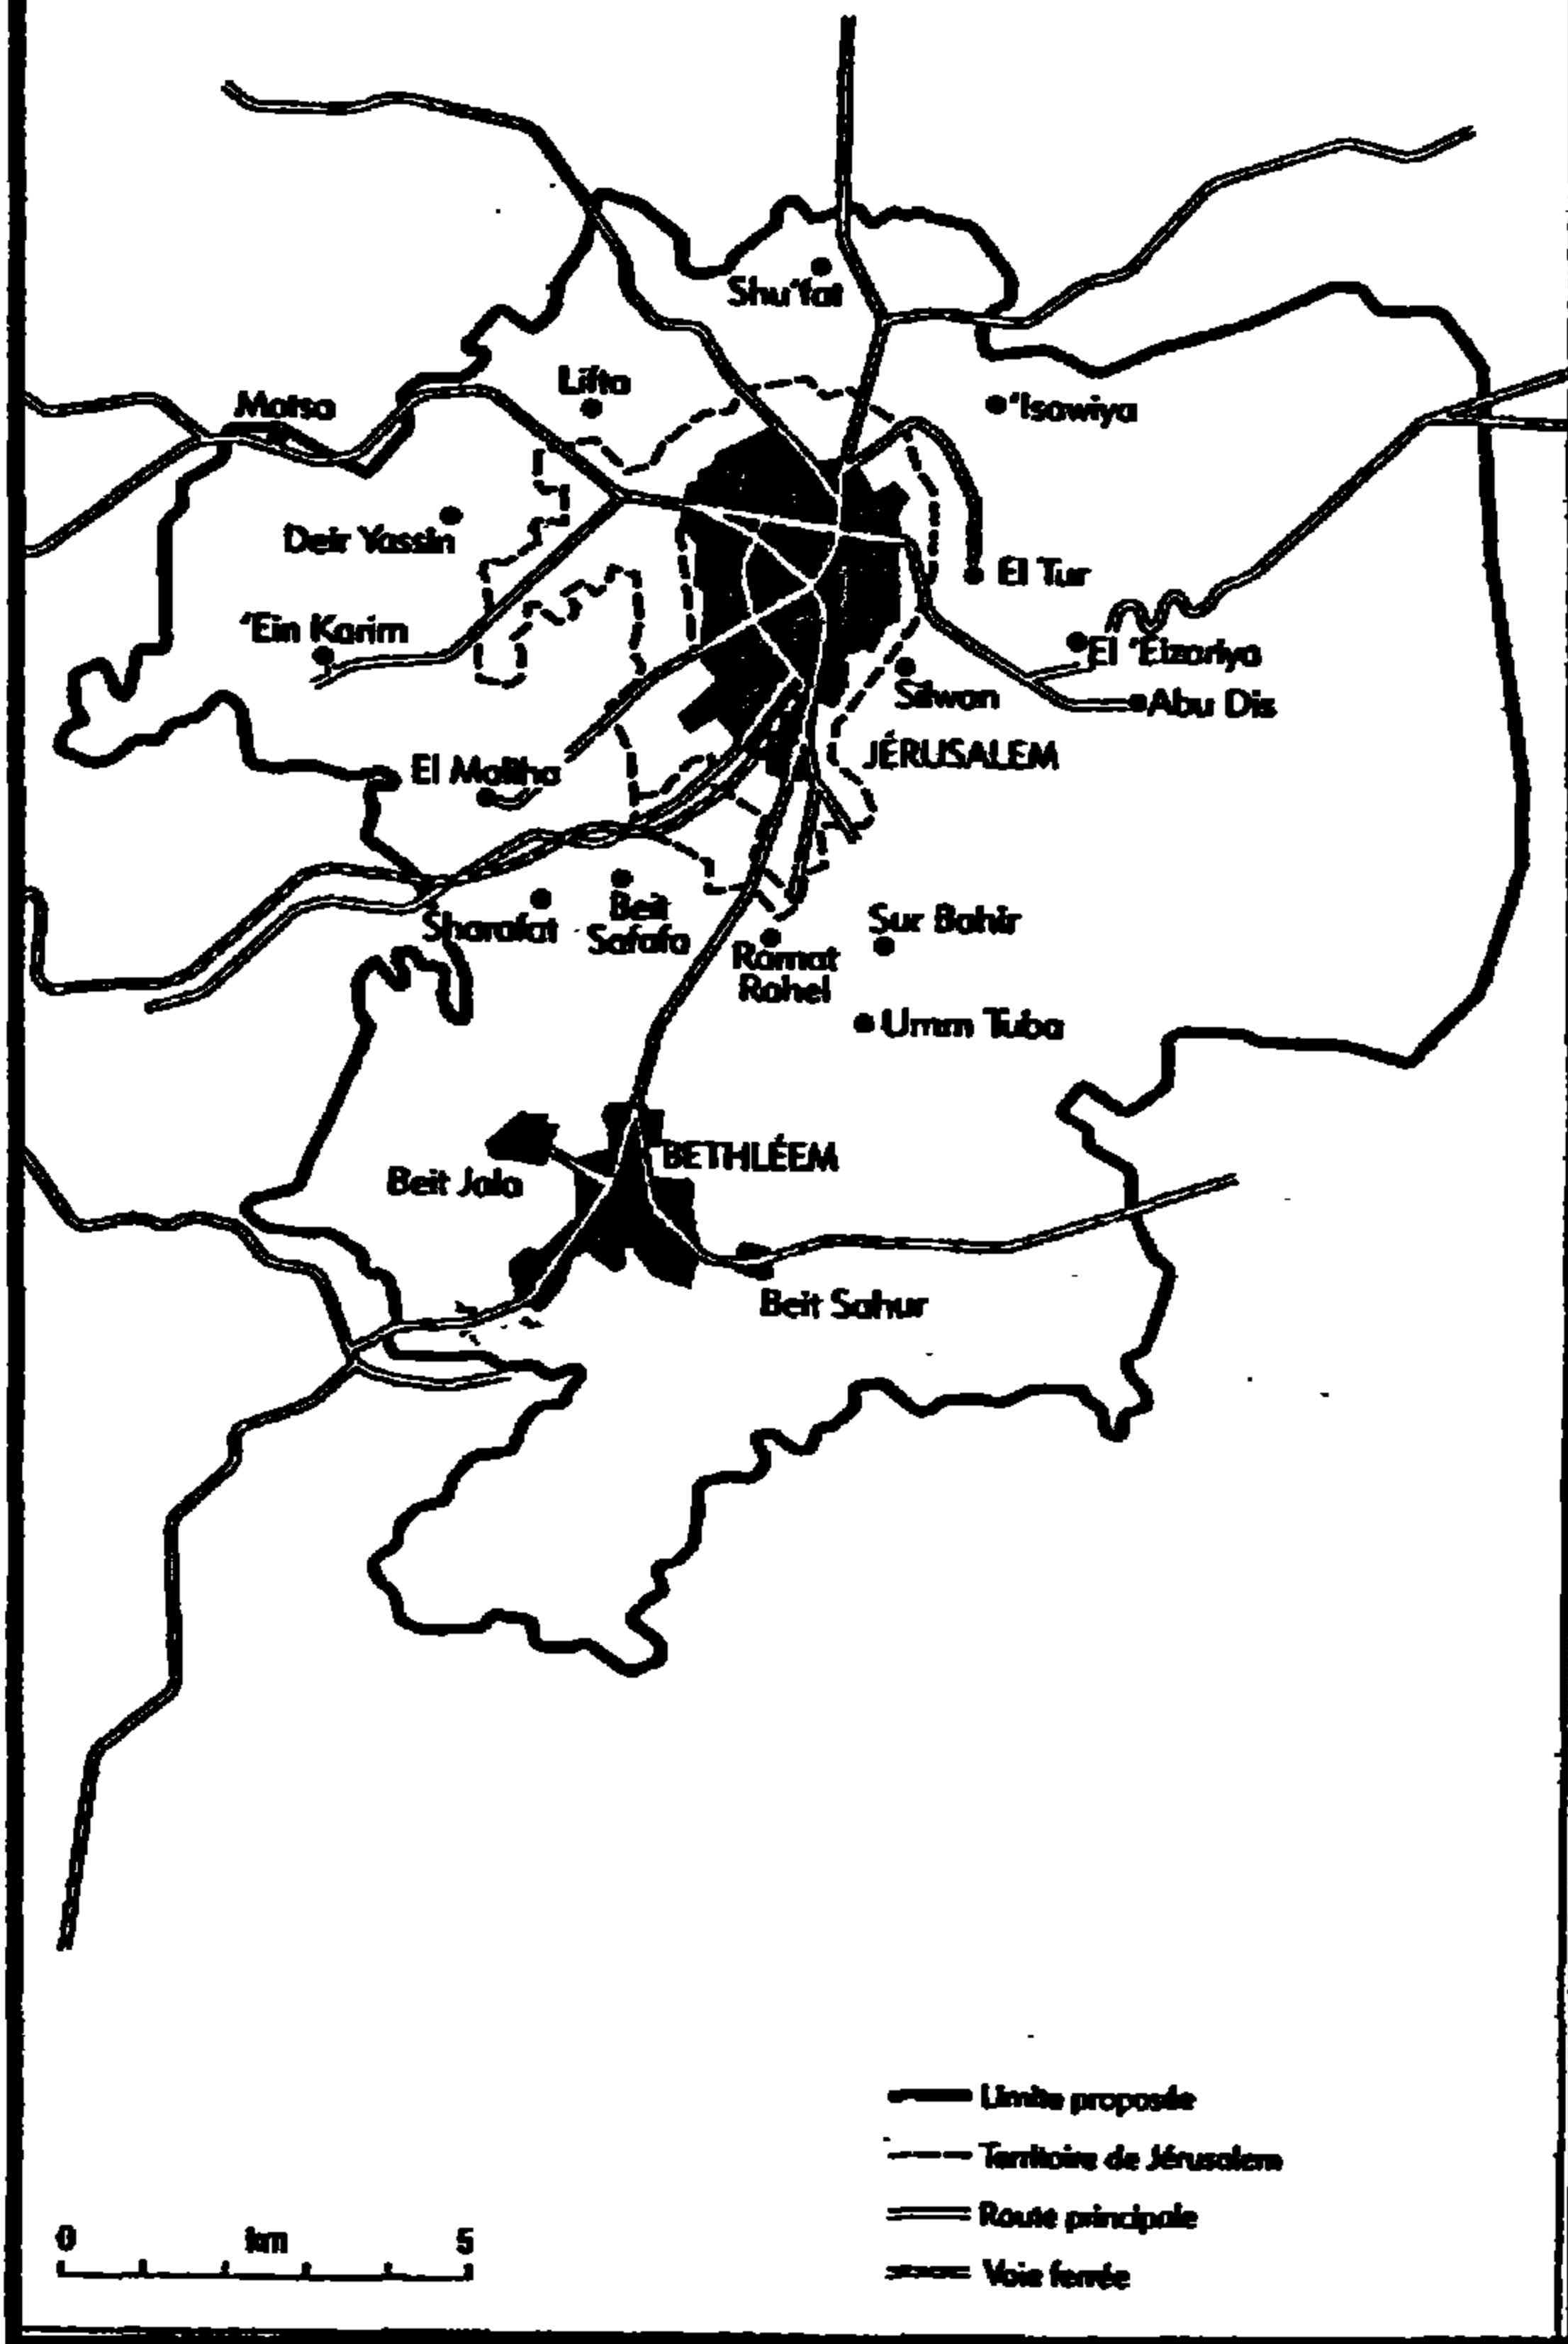 Shu'fat
Lifta
Motsa
'Isawiya
Deir Yassin
El Tur
'Ein Karim
El 'Eizariya
Silwan
Abu Dis
JÉRUSALEM
El Maliha
Sharafat
Beit
Safafa
Sur Bahir
Ramat
Rahel
Umm Tuba
BETHLÉEM
Beit Jala
Beit Sahur
Limite proposée
Territoire de Jérusalem
Route principale
Voie ferrée
0 km 5